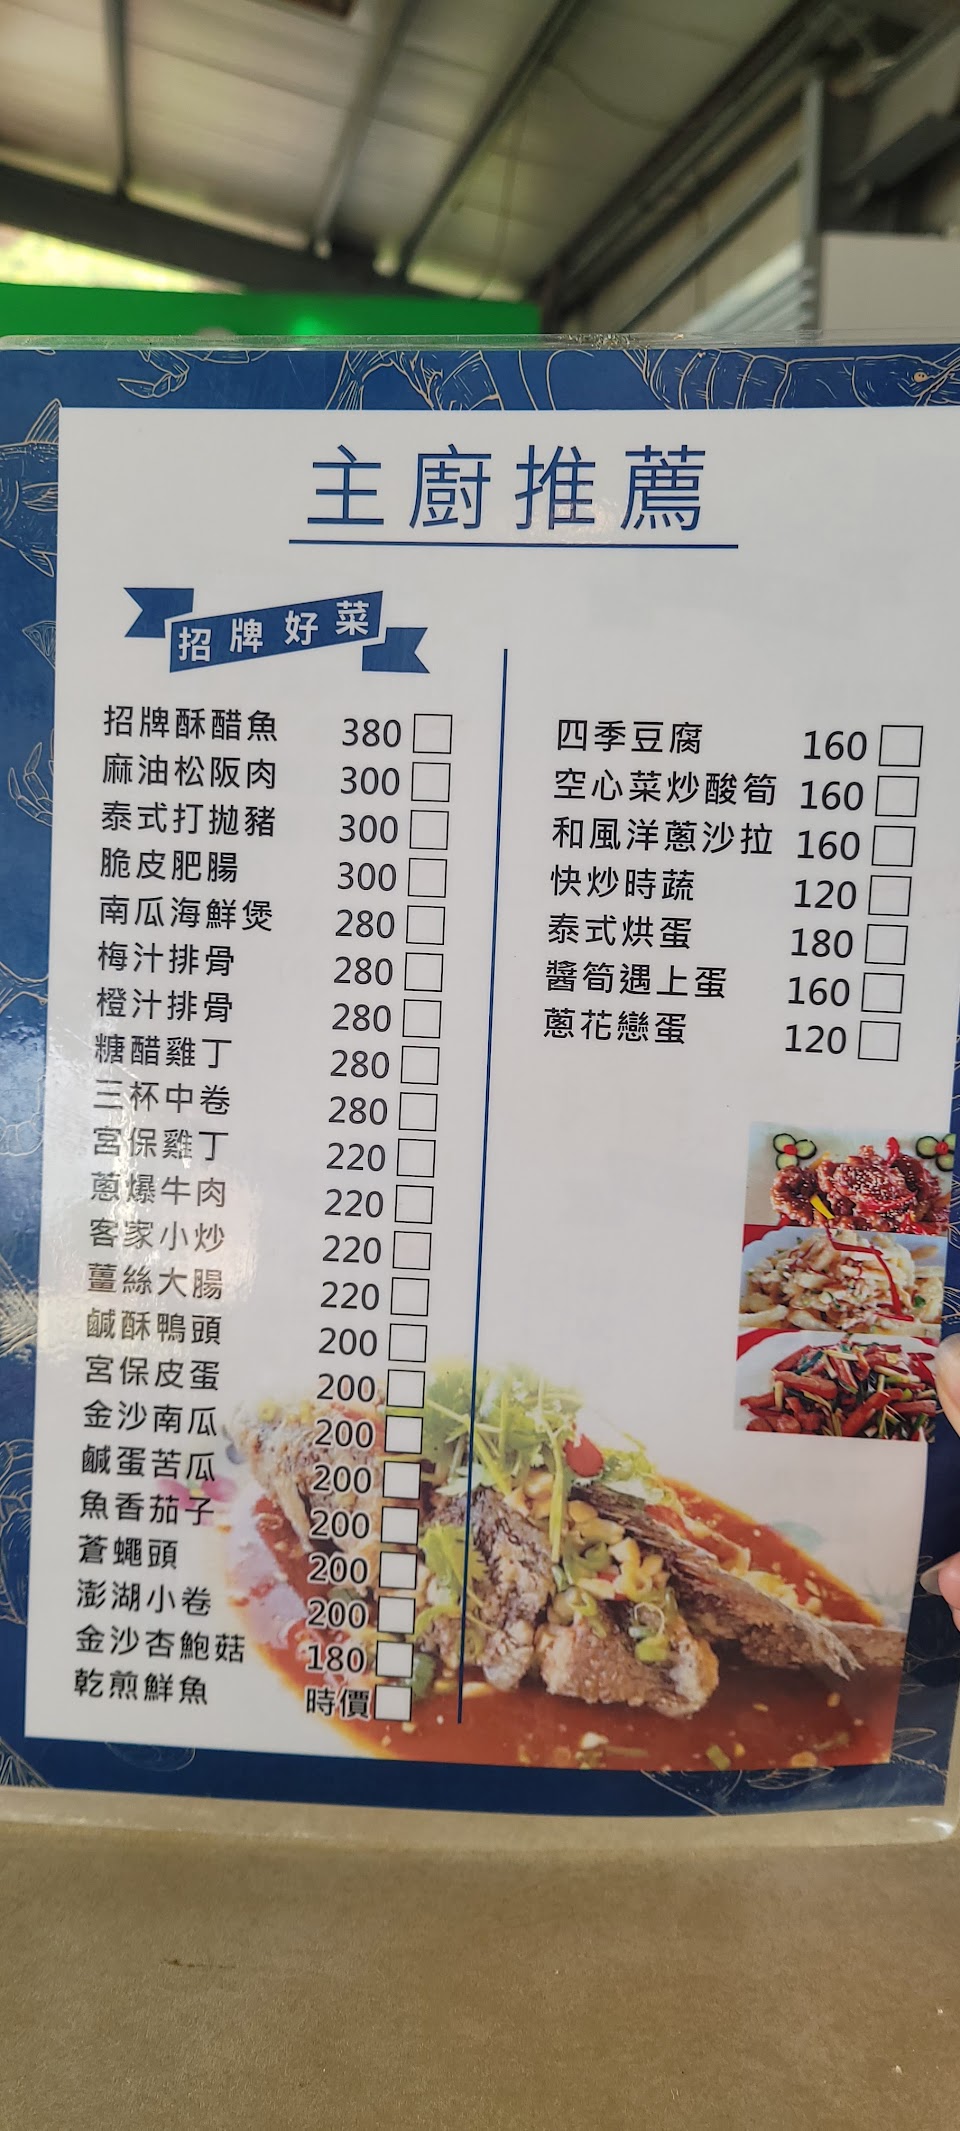 主廚推薦
招牌好菜
招牌酥醋魚 380
麻油松阪肉 300
泰式打拋豬 300
脆皮肥腸 300
南瓜海鮮煲 280
梅汁排骨 280
橙汁排骨 280
糖醋雞丁 280
三杯中卷 280
宮保雞丁 220
蔥爆牛肉 220
客家小炒 220
薑絲大腸 220
鹹酥鴨頭 200
宮保皮蛋 200
金沙南瓜 200
鹹蛋苦瓜 200
魚香茄子 200
蒼蠅頭 200
澎湖小卷 200
金沙杏鮑菇 180
乾煎鮮魚 時價
四季豆腐 160
空心菜炒酸筍 160
和風洋蔥沙拉 160
快炒時蔬 120
泰式烘蛋 180
醬筍遇上蛋 160
蔥花戀蛋 120